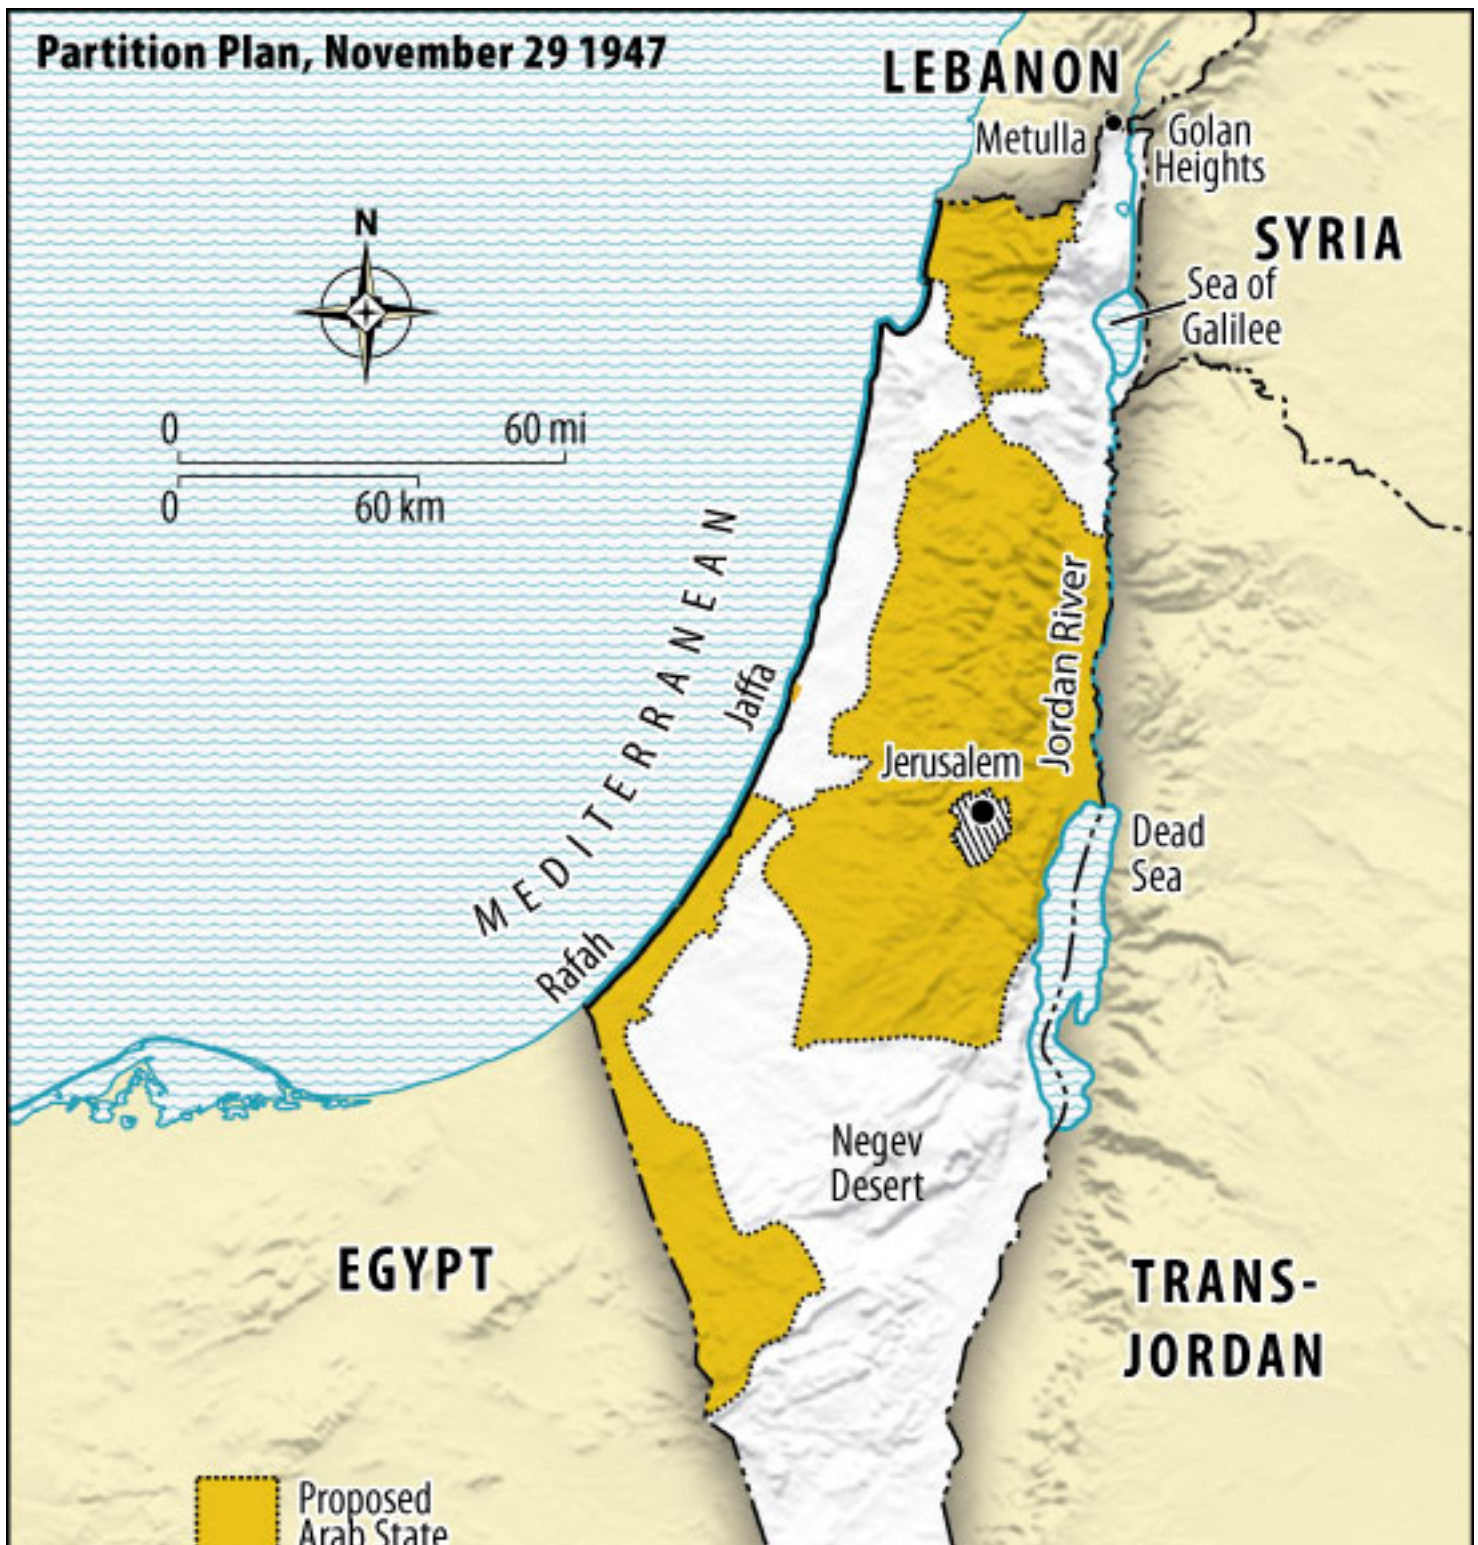 Partition Plan, November 29 1947
LEBANON
Metulla
Golan
Heights
SYRIA
N
Sea of
Galilee
0
60 mi
0
60 km
MEDITERRANEAN
Jaffa
Jordan River
Jerusalem
Dead
Sea
Rafah
Negev
Desert
EGYPT
TRANS-
JORDAN
Proposed
Arab State